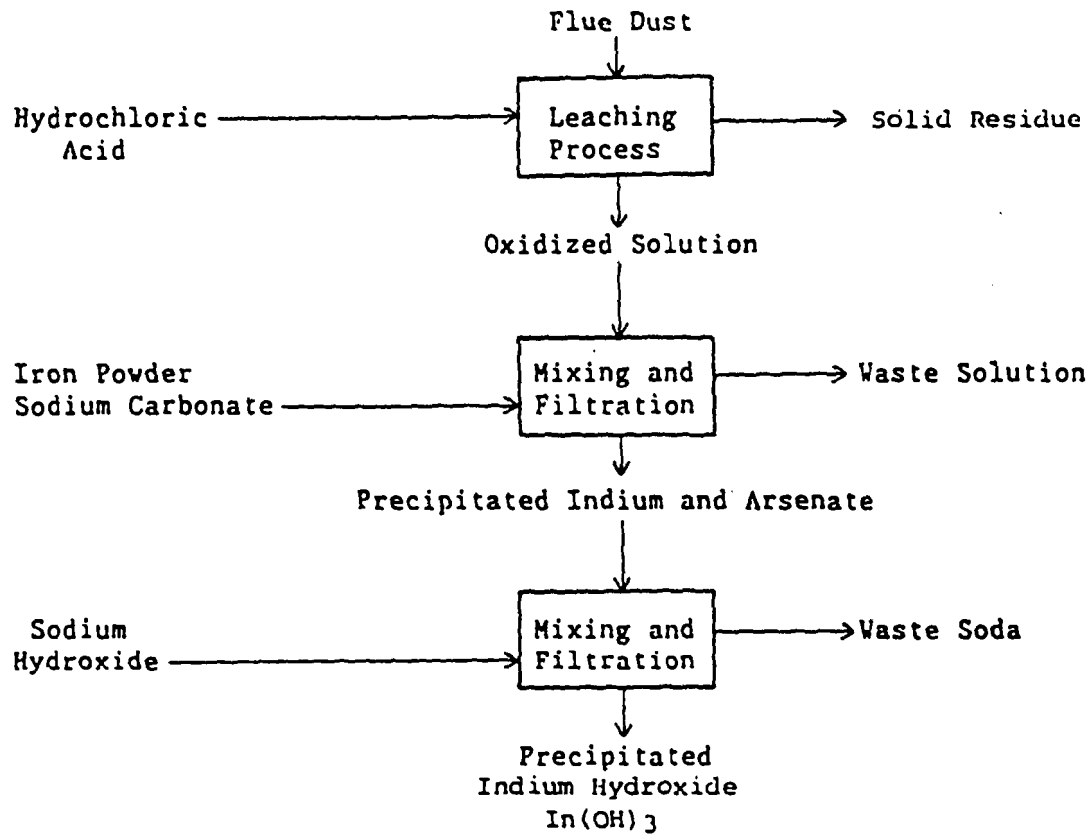 Flue Dust
Hydrochloric
Acid
Leaching
Process
Solid Residue
Oxidized Solution
Iron Powder
Sodium Carbonate
Mixing and
Filtration
Waste Solution
Precipitated Indium and Arsenate
Sodium
Hydroxide
Mixing and
Filtration
Waste Soda
Precipitated
Indium Hydroxide
In(OH)3